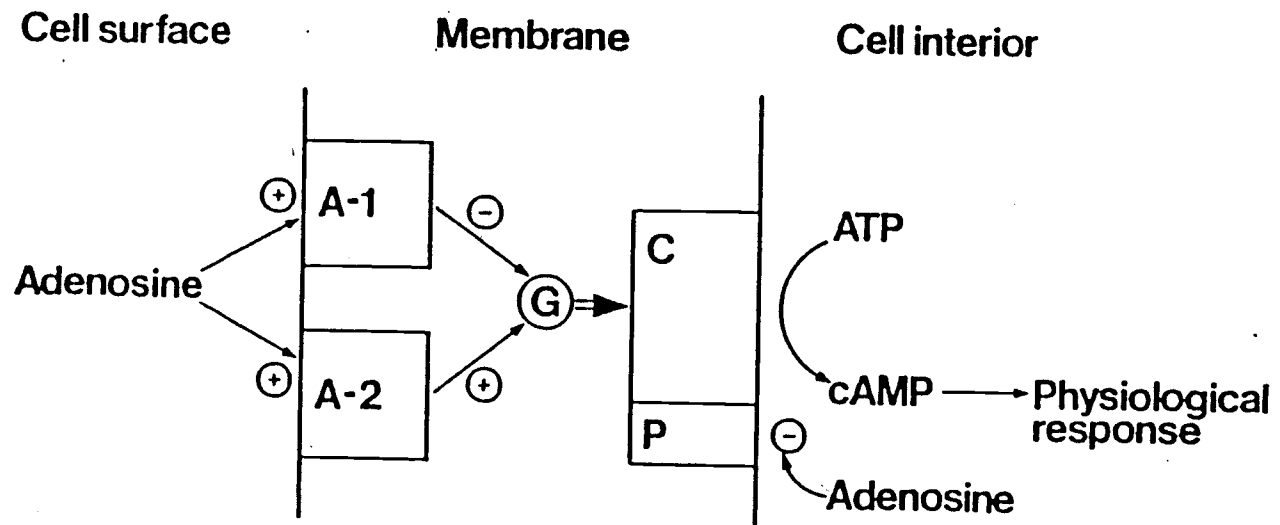 Cell surface
Membrane
Cell interior
+
A-1
−
ATP
C
Adenosine
G
+
A-2
+
cAMP
Physiological
response
P
−
Adenosine